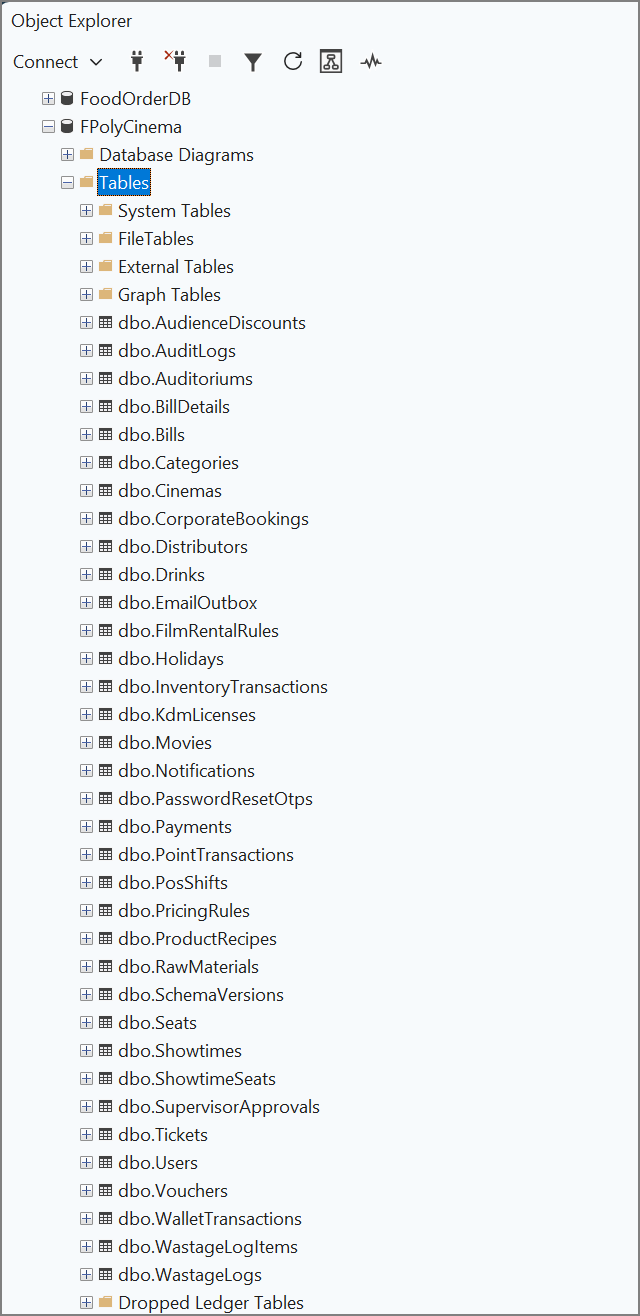 Object Explorer
Connect
FoodOrderDB
FPolyCinema
Database Diagrams
Tables
System Tables
FileTables
External Tables
Graph Tables
dbo.AudienceDiscounts
dbo.AuditLogs
dbo.Auditoriums
dbo.BillDetails
dbo.Bills
dbo.Categories
dbo.Cinemas
dbo.CorporateBookings
dbo.Distributors
dbo.Drinks
dbo.EmailOutbox
dbo.FilmRentalRules
dbo.Holidays
dbo.InventoryTransactions
dbo.KdmLicenses
dbo.Movies
dbo.Notifications
dbo.PasswordResetOtps
dbo.Payments
dbo.PointTransactions
dbo.PosShifts
dbo.PricingRules
dbo.ProductRecipes
dbo.RawMaterials
dbo.SchemaVersions
dbo.Seats
dbo.Showtimes
dbo.ShowtimeSeats
dbo.SupervisorApprovals
dbo.Tickets
dbo.Users
dbo.Vouchers
dbo.WalletTransactions
dbo.WastageLogItems
dbo.WastageLogs
Dropped Ledger Tables